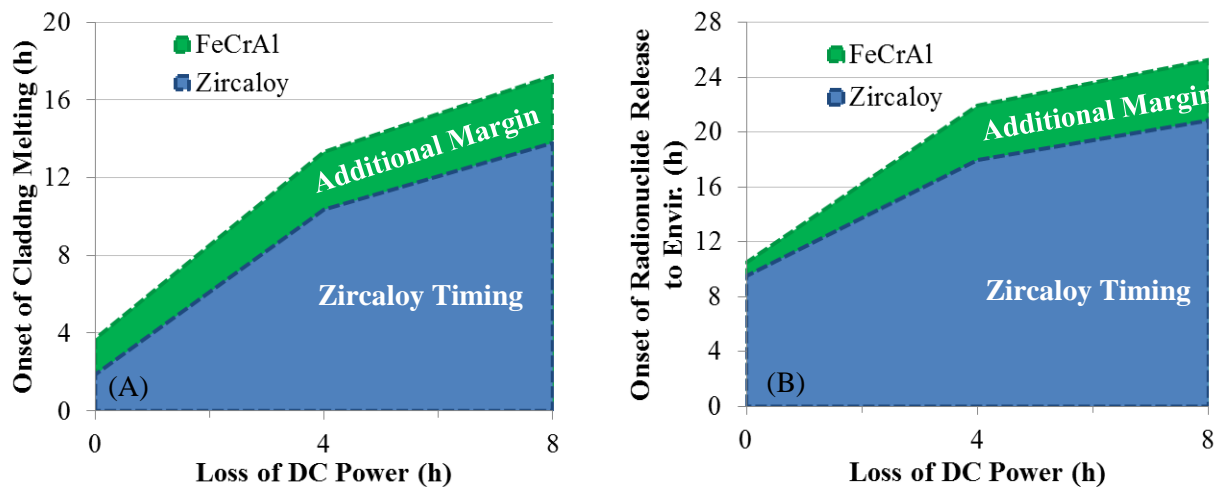 Onset of Claddng Melting (h)
20
16
12
8
4
0
FeCrAl
Zircaloy
Additional Margin
Zircaloy Timing
(A)
0
4
8
Loss of DC Power (h)
Onset of Radionuclide Release
to Envir. (h)
28
24
20
16
12
8
4
0
FeCrAl
Zircaloy
Additional Margin
Zircaloy Timing
(B)
0
4
8
Loss of DC Power (h)